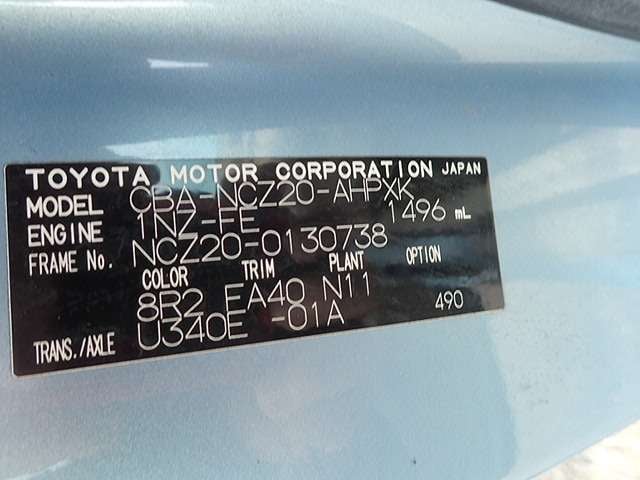 TOYOTA MOTOR CORPORATION JAPAN
MODEL CBA-NCZ20-AHPXK
ENGINE 1NZ-FE 1496 mL
FRAME No. NCZ20-0130738
COLOR TRIM PLANT OPTION
8R2 FA40 N11 490
TRANS./AXLE U340E -01A